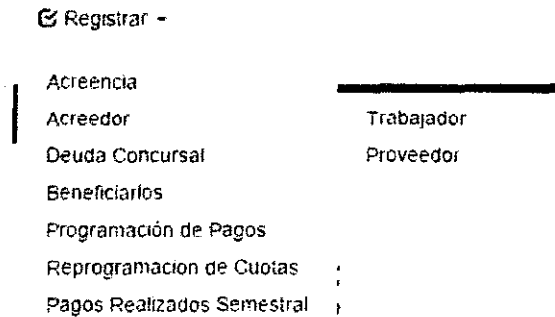 Registrar -
Acreencia
Acreedor
Trabajador
Deuda Concursal
Proveedor
Beneficiarios
Programación de Pagos
Reprogramacion de Cuotas
Pagos Realizados Semestral